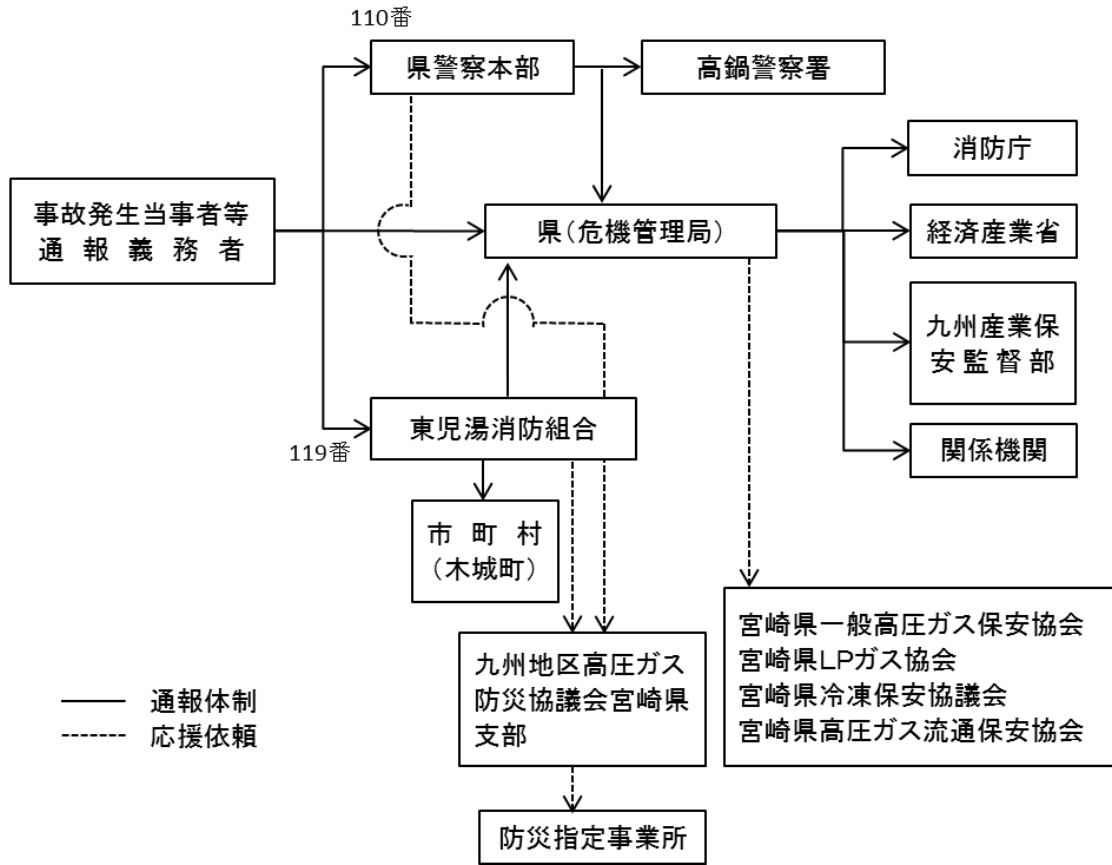 110番
県警察本部
高鍋警察署
消防庁
事故発生当事者等
通報義務者
県（危機管理局）
経済産業省
九州産業保
安監督部
東児湯消防組合
119番
関係機関
市町村
（木城町）
九州地区高圧ガス
防災協議会宮崎県
支部
宮崎県一般高圧ガス保安協会
宮崎県LPガス協会
宮崎県冷凍保安協議会
宮崎県高圧ガス流通保安協会
通報体制
応援依頼
防災指定事業所